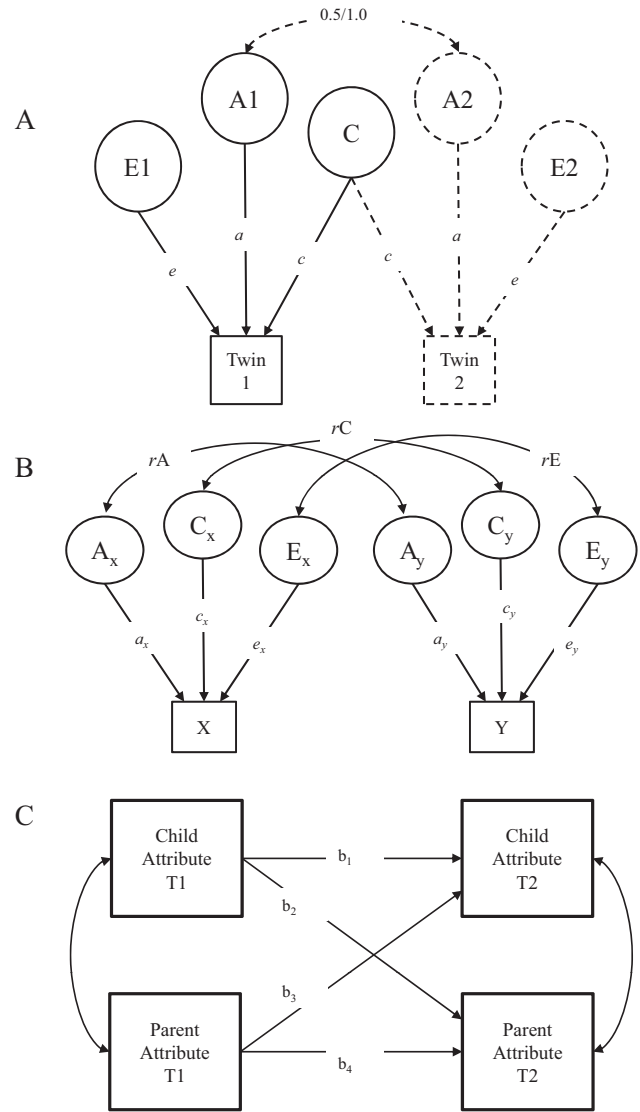 0.5/1.0
A
A1
A2
C
E1
E2
a
a
e
c
c
e
Twin
1
Twin
2
rC
B
rA
rE
Ax
Cx
Ex
Ay
Cy
Ey
ax
cx
ex
ay
cy
ey
X
Y
C
Child
Attribute
T1
b1
Child
Attribute
T2
b2
b3
Parent
Attribute
T1
b4
Parent
Attribute
T2